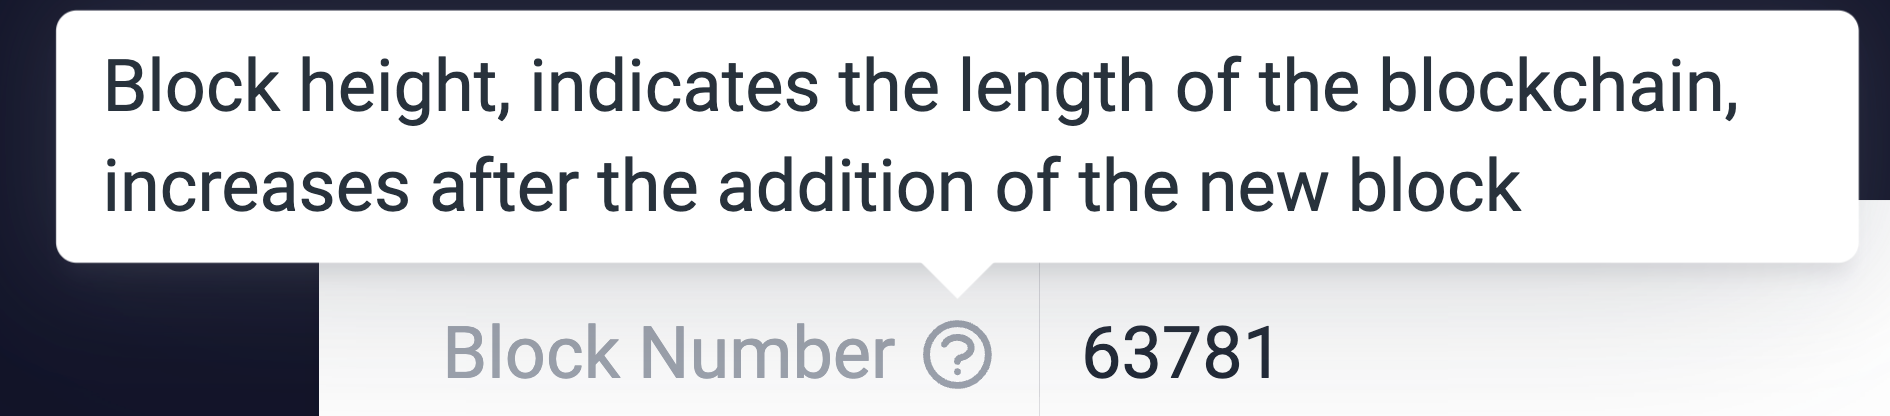 Block height, indicates the length of the blockchain,
increases after the addition of the new block
Block Number ? 63781